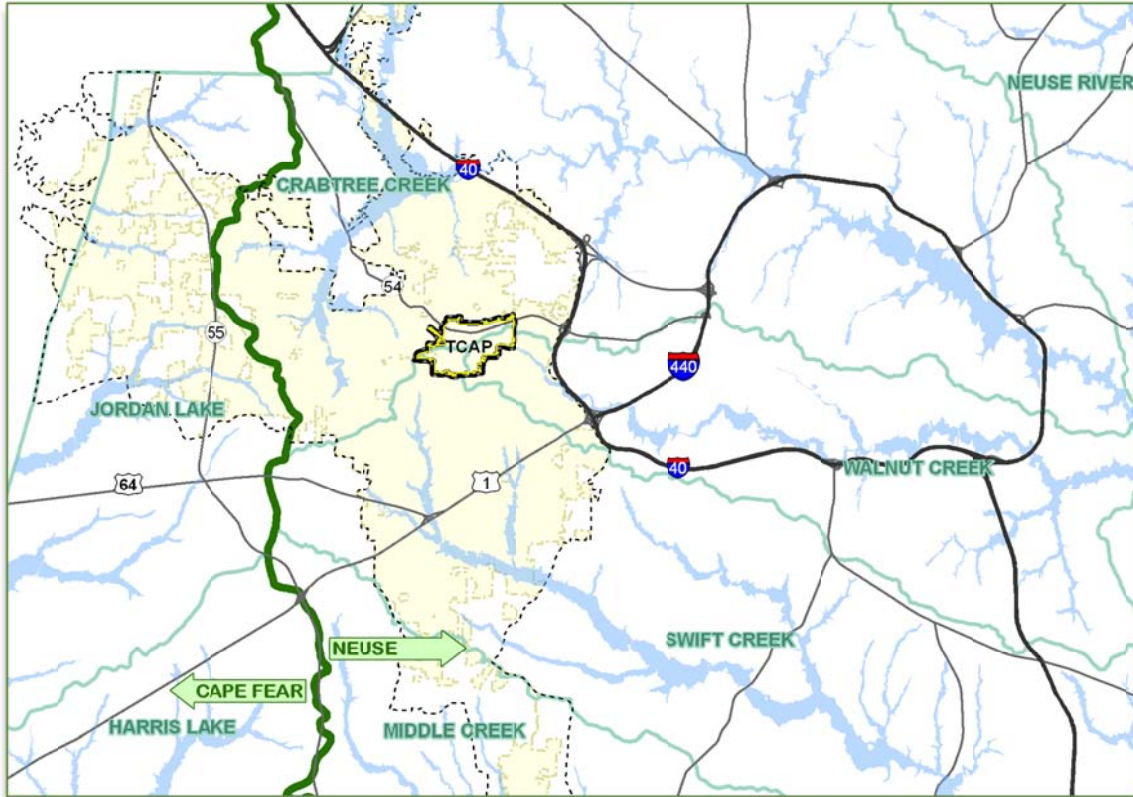 NEUSE RIVER
40
CRABTREE CREEK
54
55
TCAP
440
JORDAN LAKE
40
WALNUT CREEK
64
1
SWIFT CREEK
NEUSE
CAPE FEAR
HARRIS LAKE
MIDDLE CREEK